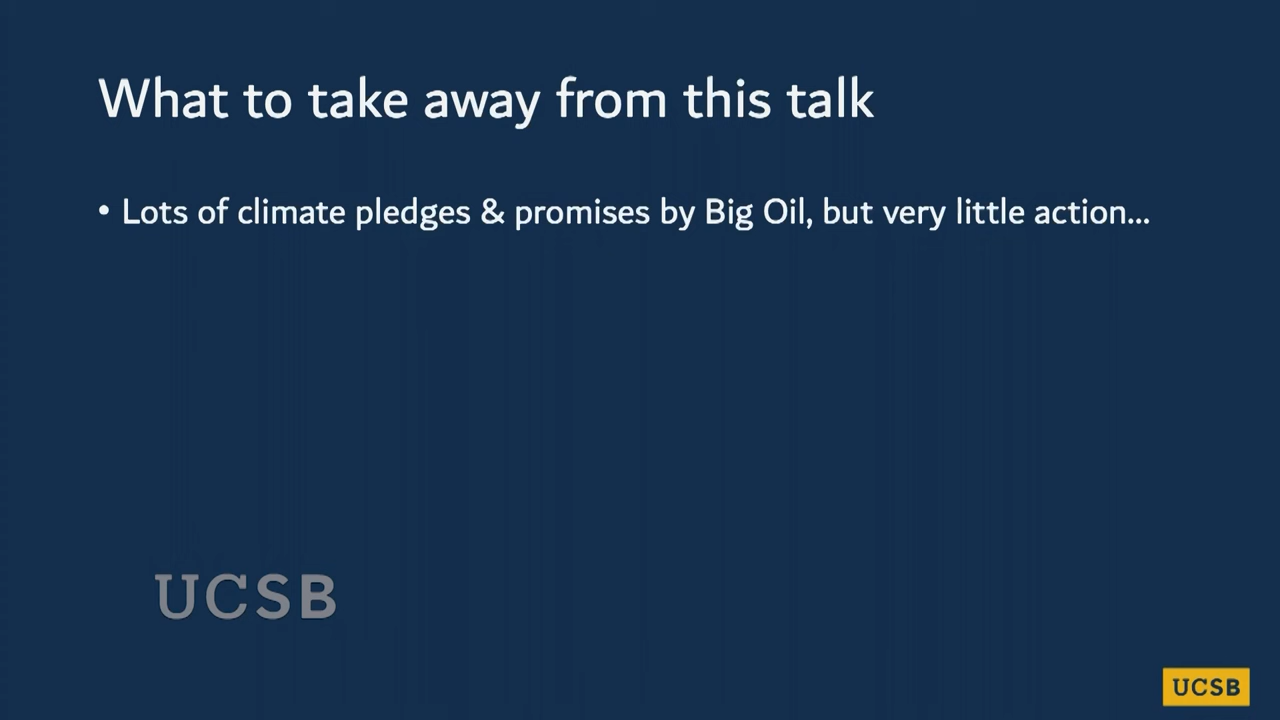 What to take away from this talk
• Lots of climate pledges & promises by Big Oil, but very little action...
UCSB
UCSB